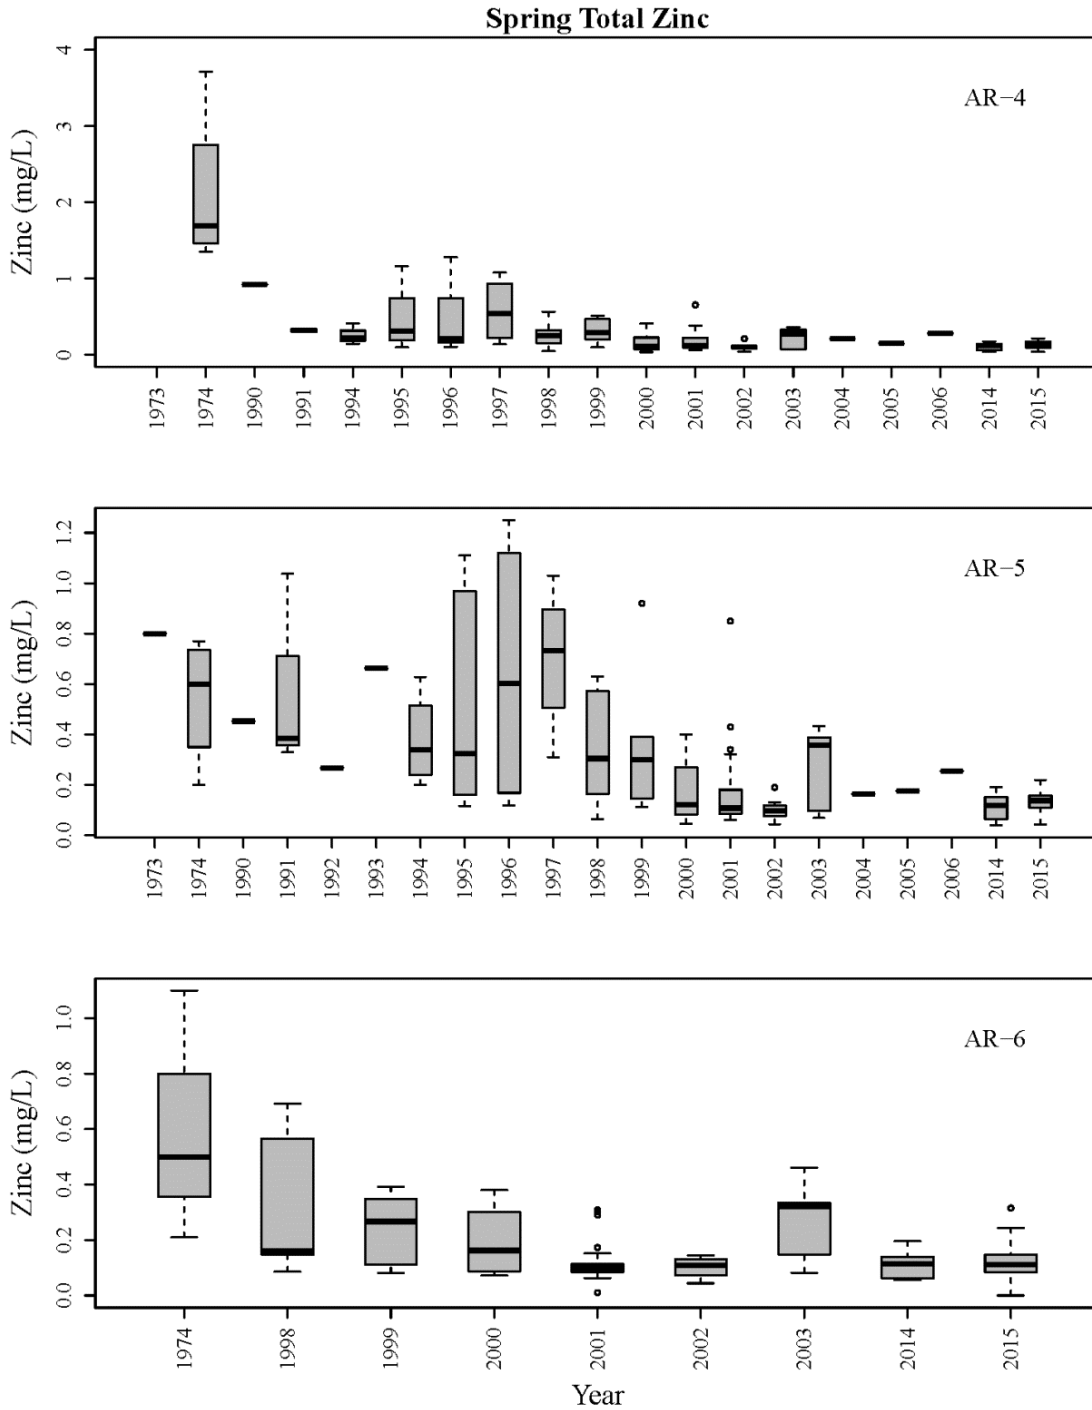 Spring Total Zinc
AR−4
Zinc (mg/L)
4
3
2
1
0
1973 1974 1990 1991 1994 1995 1996 1997 1998 1999 2000 2001 2002 2003 2004 2005 2006 2014 2015
AR−5
Zinc (mg/L)
1.2
1.0
0.8
0.6
0.4
0.2
0.0
1973 1974 1990 1991 1992 1993 1994 1995 1996 1997 1998 1999 2000 2001 2002 2003 2004 2005 2006 2014 2015
AR−6
Zinc (mg/L)
1.0
0.8
0.6
0.4
0.2
0.0
1974 1998 1999 2000 2001 2002 2003 2014 2015
Year